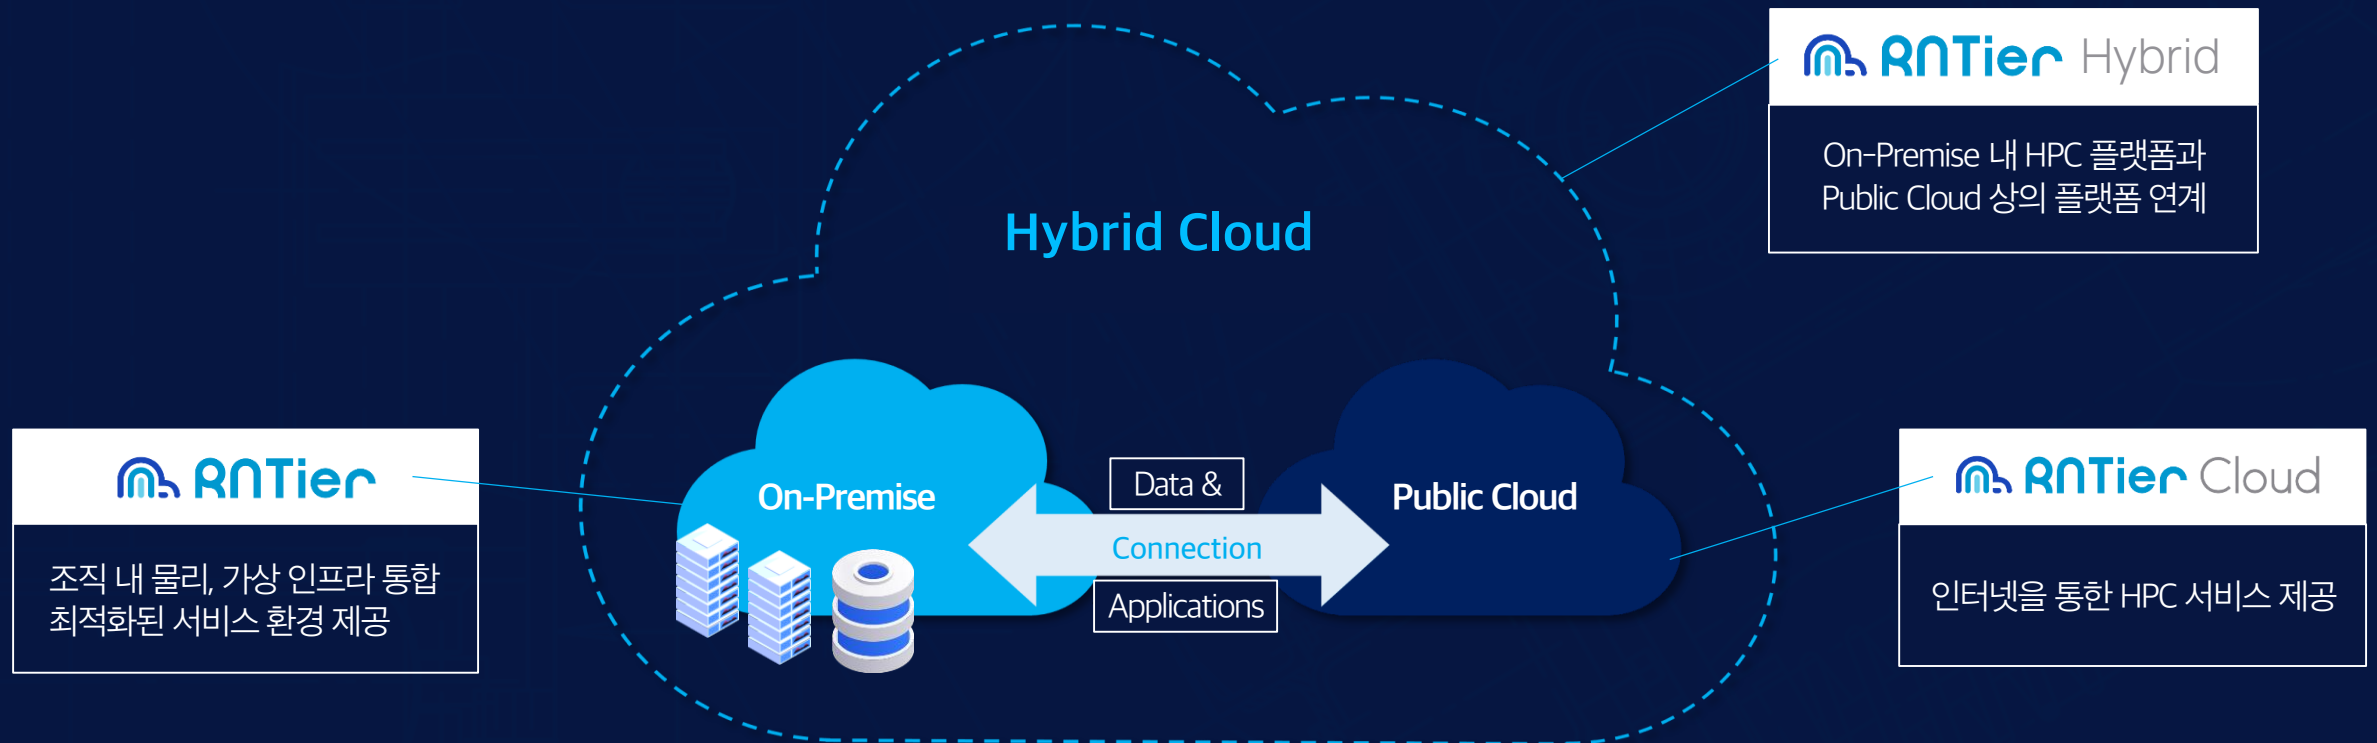 RNTier Hybrid
On-Premise 내 HPC 플랫폼과
Public Cloud 상의 플랫폼 연계
Hybrid Cloud
RNTier
조직 내 물리, 가상 인프라 통합
최적화된 서비스 환경 제공
On-Premise
Data &
Connection
Applications
Public Cloud
RNTier Cloud
인터넷을 통한 HPC 서비스 제공